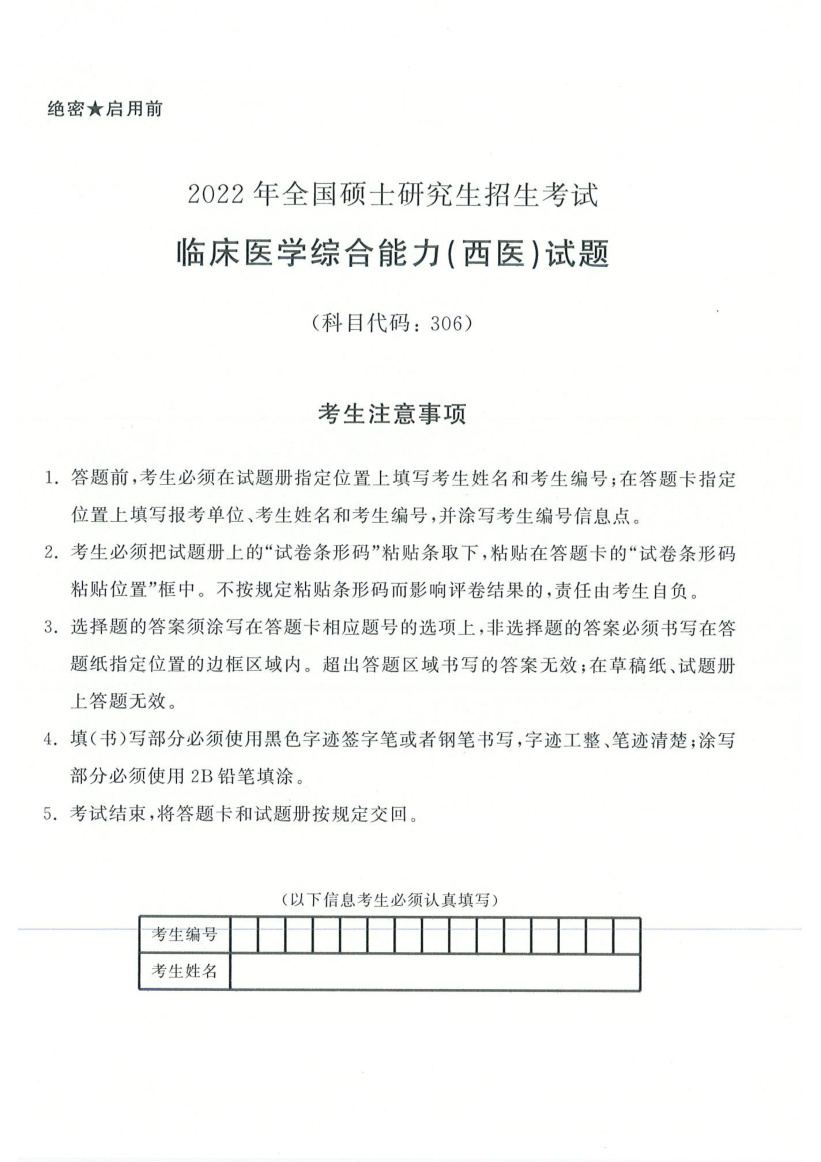 绝密★启用前
2022 年全国硕士研究生招生考试
临床医学综合能力(西医)试题
(科目代码: 306)
考生注意事项
1. 答题前,考生必须在试题册指定位置上填写考生姓名和考生编号;在答题卡指定
位置上填写报考单位、考生姓名和考生编号,并涂写考生编号信息点。
2. 考生必须把试题册上的“试卷条形码”粘贴条取下,粘贴在答题卡的“试卷条形码
粘贴位置”框中。不按规定粘贴条形码而影响评卷结果的,责任由考生自负。
3. 选择题的答案须涂写在答题卡相应题号的选项上,非选择题的答案必须书写在答
题纸指定位置的边框区域内。超出答题区域书写的答案无效;在草稿纸、试题册
上答题无效。
4. 填(书)写部分必须使用黑色字迹签字笔或者钢笔书写,字迹工整、笔迹清楚;涂写
部分必须使用 2B 铅笔填涂。
5. 考试结束,将答题卡和试题册按规定交回。
(以下信息考生必须认真填写)
考生编号
考生姓名